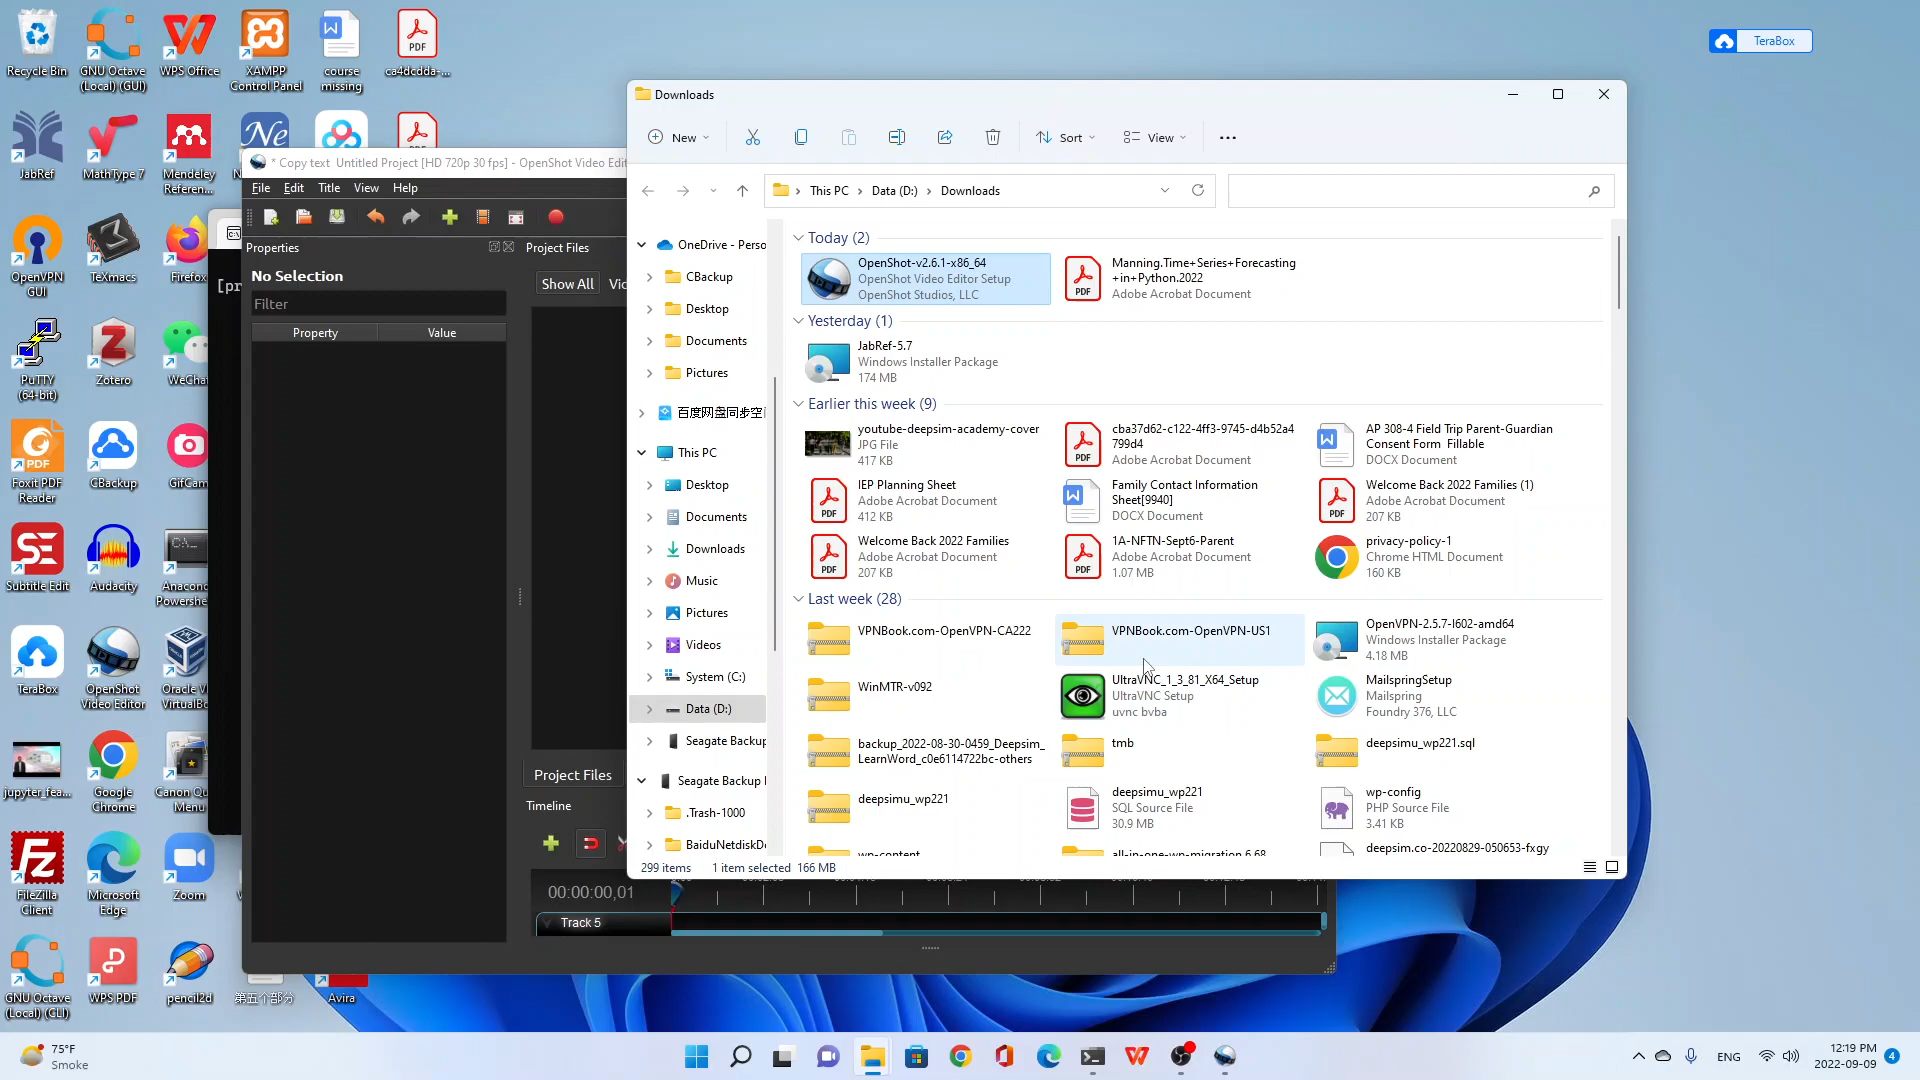 Recycle Bin
GNU Octave
(Local) (GUI)
WPS Office
XAMPP
Control Panel
course
missing
ca4dcdda-...
JabRef
MathType 7
Mendeley
Referen...
OpenVPN
GUI
TeXmacs
Firefox
PuTTY
(64-bit)
Zotero
WeChat
Foxit PDF
Reader
CBackup
GifCam
Subtitle Edit
Audacity
Anaconda
Powershe
TeraBox
OpenShot
Video Editor
Oracle VM
VirtualBox
jupyter_fea...
Google
Chrome
Canon Qu
Menu
FileZilla
Client
Microsoft
Edge
Zoom
GNU Octave
(Local) (CLI)
WPS PDF
pencil2d
第五个部分
Avira
TeraBox
* Copy text Untitled Project [HD 720p 30 fps] - OpenShot Video Edit
File Edit Title View Help
Properties
Project Files
No Selection
Show All
Filter
Property Value
[pr
Project Files
Timeline
00:00:00,01
Track 5
Downloads
New
Sort
View
This PC > Data (D:) > Downloads
OneDrive - Perso
CBackup
Desktop
Documents
Pictures
百度网盘同步空间
This PC
Desktop
Documents
Downloads
Music
Pictures
Videos
System (C:)
Data (D:)
Seagate Backup
Seagate Backup
.Trash-1000
BaiduNetdiskDo
Today (2)
OpenShot-v2.6.1-x86_64
OpenShot Video Editor Setup
OpenShot Studios, LLC
Manning.Time+Series+Forecasting
+in+Python.2022
Adobe Acrobat Document
Yesterday (1)
JabRef-5.7
Windows Installer Package
174 MB
Earlier this week (9)
youtube-deepsim-academy-cover
JPG File
417 KB
cba37d62-c122-4ff3-9745-d4b52a4
799d4
Adobe Acrobat Document
AP 308-4 Field Trip Parent-Guardian
Consent Form Fillable
DOCX Document
IEP Planning Sheet
Adobe Acrobat Document
412 KB
Family Contact Information
Sheet[9940]
DOCX Document
Welcome Back 2022 Families (1)
Adobe Acrobat Document
207 KB
Welcome Back 2022 Families
Adobe Acrobat Document
207 KB
1A-NFTN-Sept6-Parent
Adobe Acrobat Document
1.07 MB
privacy-policy-1
Chrome HTML Document
160 KB
Last week (28)
VPNBook.com-OpenVPN-CA222
VPNBook.com-OpenVPN-US1
OpenVPN-2.5.7-I602-amd64
Windows Installer Package
4.18 MB
WinMTR-v092
UltraVNC_1_3_81_X64_Setup
UltraVNC Setup
uvnc bvba
MailspringSetup
Mailspring
Foundry 376, LLC
backup_2022-08-30-0459_Deepsim_
LearnWord_c0e6114722bc-others
tmb
deepsimu_wp221.sql
deepsimu_wp221
deepsimu_wp221
SQL Source File
30.9 MB
wp-config
PHP Source File
3.41 KB
wp-content
all-in-one-wp-migration.6.68
deepsim.co-20220829-050653-fxgy
299 items 1 item selected 166 MB
75°F
Smoke
ENG
12:19 PM
2022-09-09
4